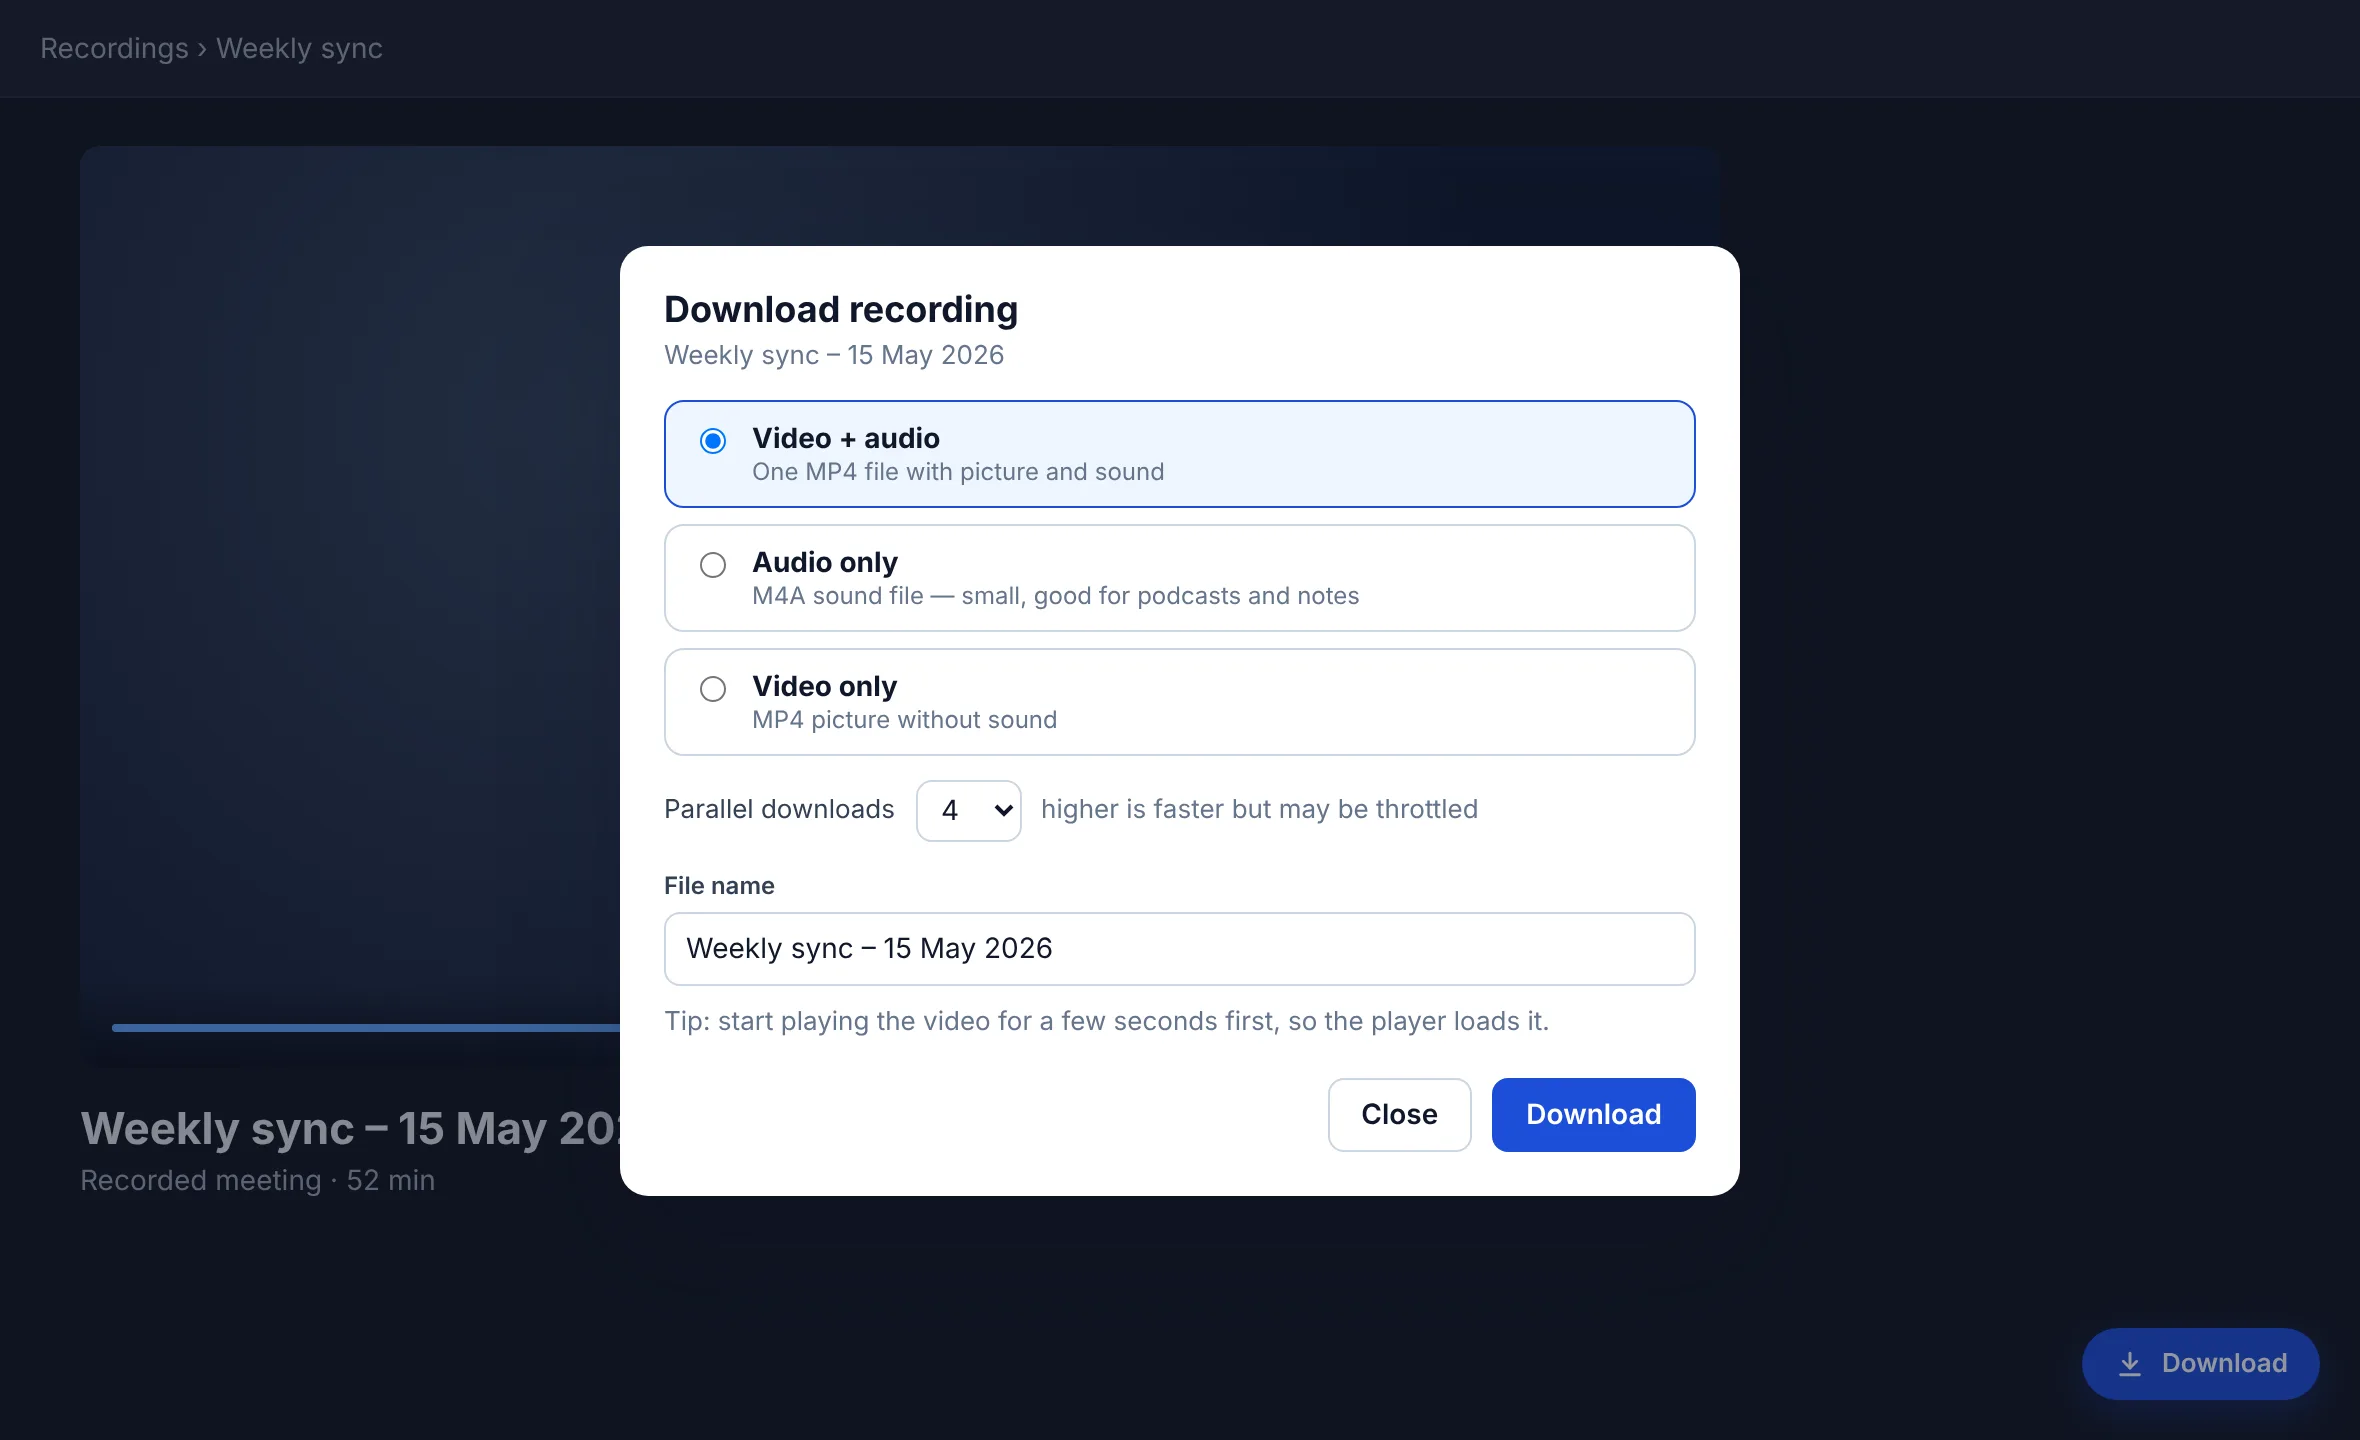 Recordings › Weekly sync
Download recording
Weekly sync – 15 May 2026
Video + audio
One MP4 file with picture and sound
Audio only
M4A sound file — small, good for podcasts and notes
Video only
MP4 picture without sound
Parallel downloads 4 higher is faster but may be throttled
File name
Weekly sync – 15 May 2026
Tip: start playing the video for a few seconds first, so the player loads it.
Close Download
Weekly sync – 15 May 202
Recorded meeting · 52 min
Download